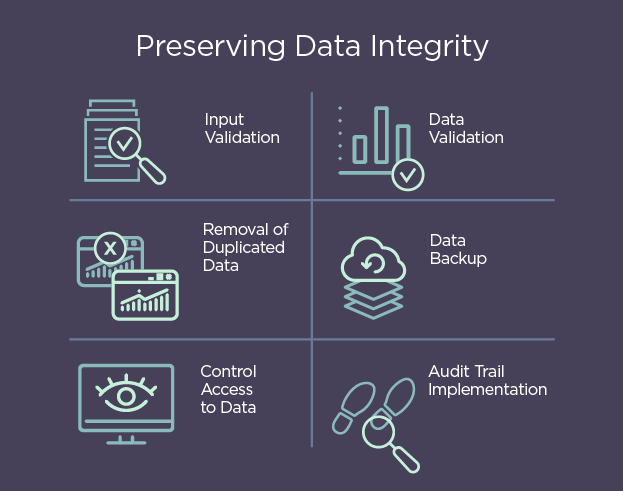 Preserving Data Integrity
Input
Validation
Data
Validation
Removal of
Duplicated
Data
Data
Backup
Control
Access
to Data
Audit Trail
Implementation